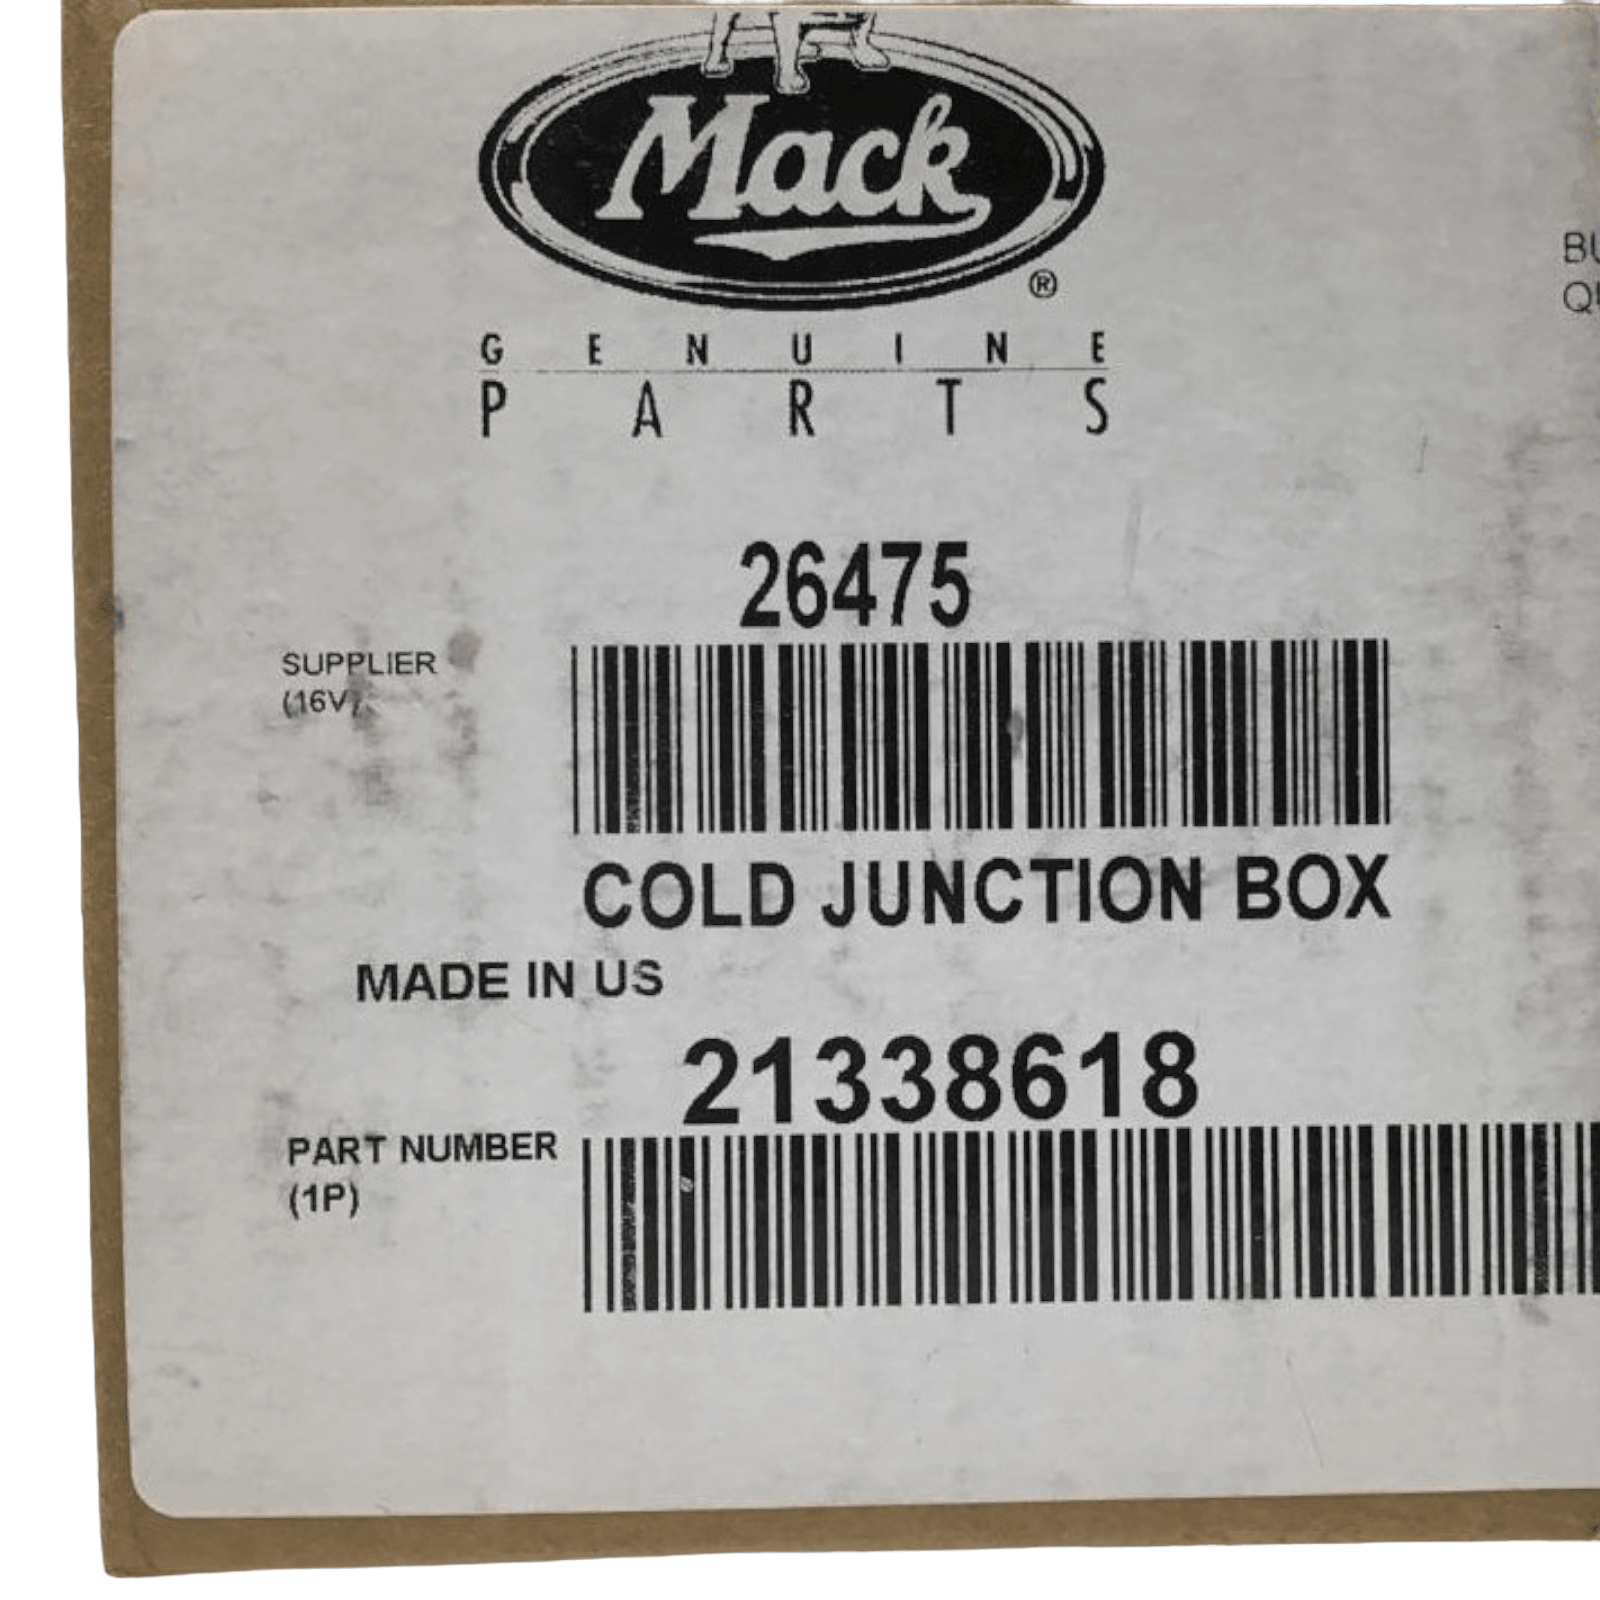 Mack
®
GENUINE
PARTS
26475
SUPPLIER
(16V)
COLD JUNCTION BOX
MADE IN US
21338618
PART NUMBER
(1P)